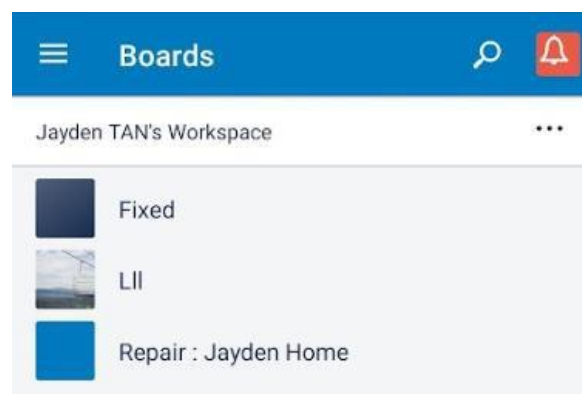 Boards
Jayden TAN's Workspace
Fixed
Lll
Repair : Jayden Home